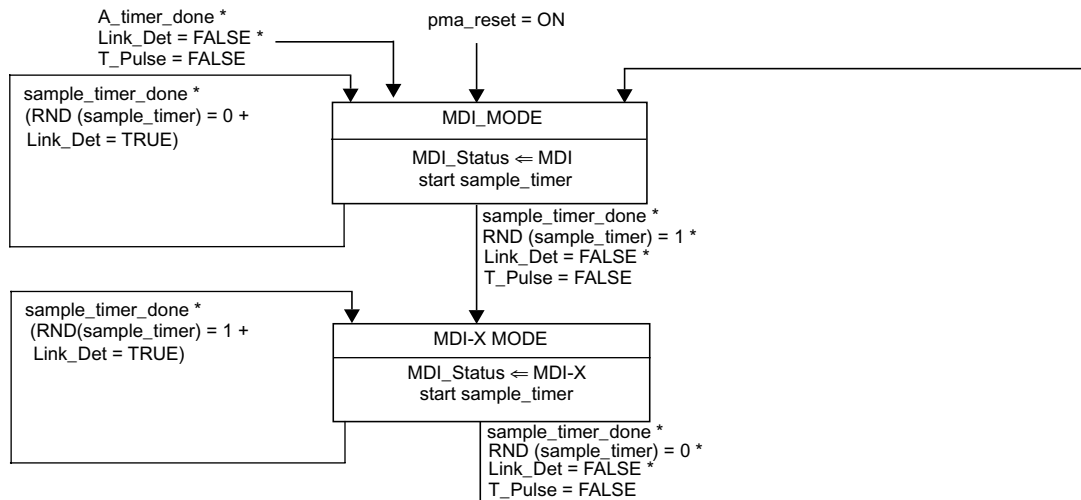 A_timer_done *
Link_Det = FALSE *
T_Pulse = FALSE
pma_reset = ON
sample_timer_done *
(RND (sample_timer) = 0 +
Link_Det = TRUE)
MDI_MODE
MDI_Status ⇐ MDI
start sample_timer
sample_timer_done *
RND (sample_timer) = 1 *
Link_Det = FALSE *
T_Pulse = FALSE
sample_timer_done *
(RND(sample_timer) = 1 +
Link_Det = TRUE)
MDI-X MODE
MDI_Status ⇐ MDI-X
start sample_timer
sample_timer_done *
RND (sample_timer) = 0 *
Link_Det = FALSE *
T_Pulse = FALSE